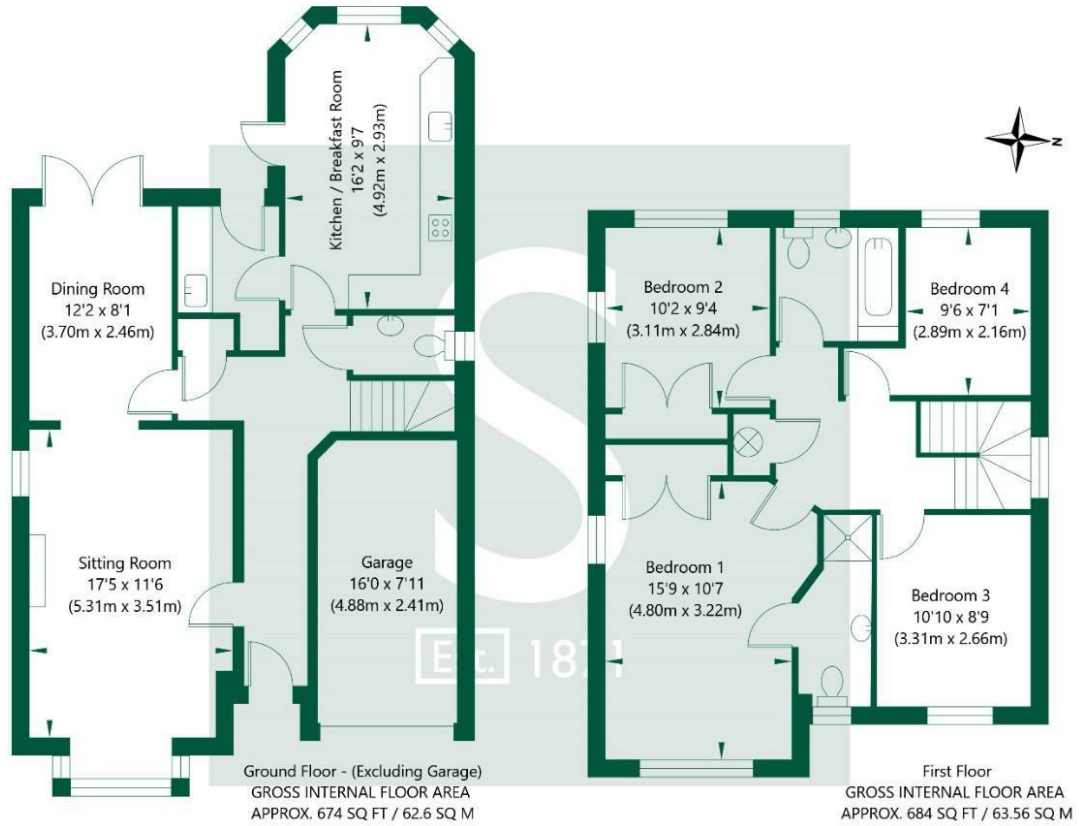 Kitchen / Breakfast Room
16'2 x 9'7
(4.92m x 2.93m)
N
Dining Room
12'2 x 8'1
(3.70m x 2.46m)
Bedroom 2
10'2 x 9'4
(3.11m x 2.84m)
Bedroom 4
9'6 x 7'1
(2.89m x 2.16m)
Sitting Room
17'5 x 11'6
(5.31m x 3.51m)
Garage
16'0 x 7'11
(4.88m x 2.41m)
Bedroom 1
15'9 x 10'7
(4.80m x 3.22m)
Bedroom 3
10'10 x 8'9
(3.31m x 2.66m)
S
Est. 1871
Ground Floor - (Excluding Garage)
GROSS INTERNAL FLOOR AREA
APPROX. 674 SQ FT / 62.6 SQ M
First Floor
GROSS INTERNAL FLOOR AREA
APPROX. 684 SQ FT / 63.56 SQ M